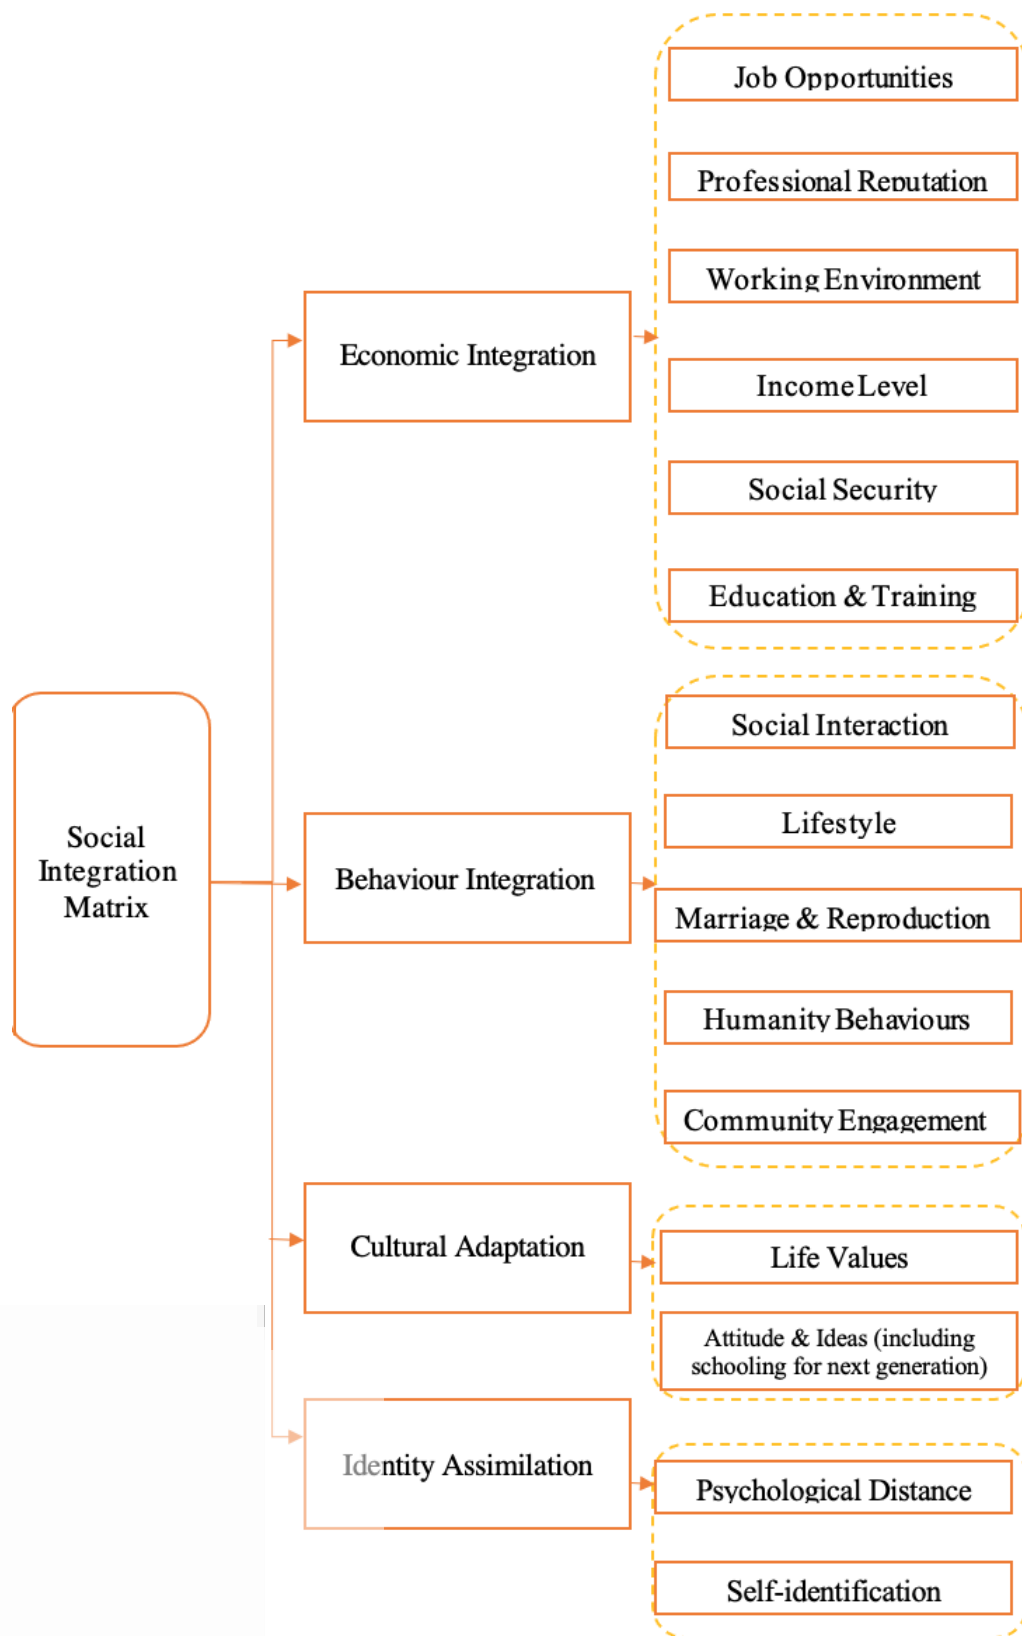 Job Opportunities
Professional Reputation
Working Environment
Economic Integration
Income Level
Social Security
Education & Training
Social Interaction
Social
Integration
Matrix
Lifestyle
Behaviour Integration
Marriage & Reproduction
Humanity Behaviours
Community Engagement
Cultural Adaptation
Life Values
Attitude & Ideas (including
schooling for next generation)
Identity Assimilation
Psychological Distance
Self-identification